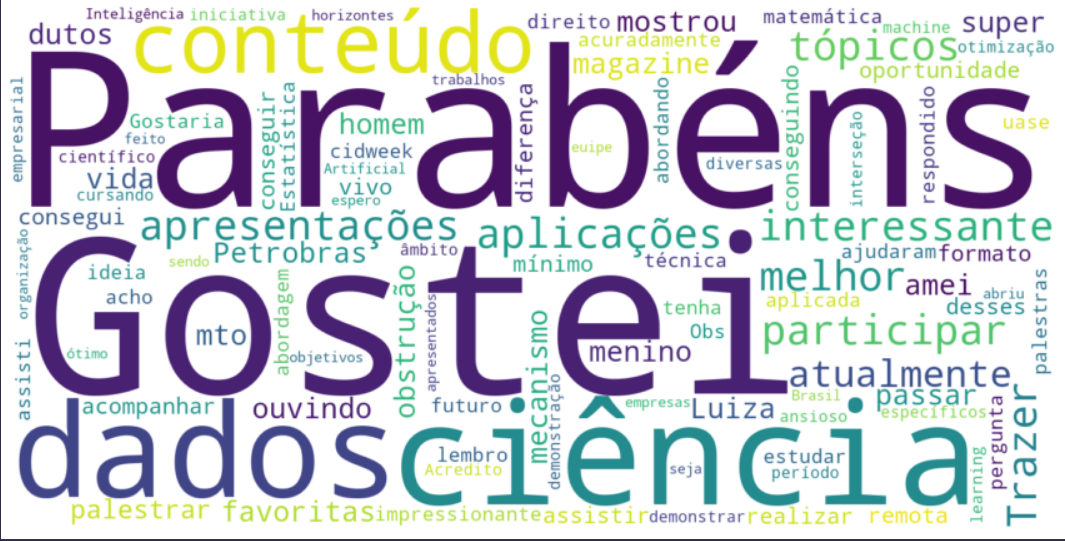 Inteligência iniciativa horizontes direito mostrou matemática machine super
dutos conteúdo acuradamente tópicos otimização
magazine oportunidade
trabalhos
empresarial Parabéns
Gostaria conseguir Estatística homem diferença abordando conseguindo interseção respondido uase
feito
científico cidweek euipe diversas
vida Artificial
cursando vivo espero
consegui apresentações aplicações interessante
organização Petrobras âmbito técnica ajudaram formato
sendo mínimo
ideia Gostei melhor amei abriu
acho obstrução apresentados tenha aplicada desses palestras
mto Obs participar
assisti ótimo abordagem objetivos mecanismo menino
atualmente
acompanhar ouvindo futuro demonstração empresas Luiza Brasil passar
ansioso específicos
dados ciência pergunta Trazer
lembro estudar
Acredito seja período learning
palestrar favoritas impressionante assistir demonstrar realizar remota